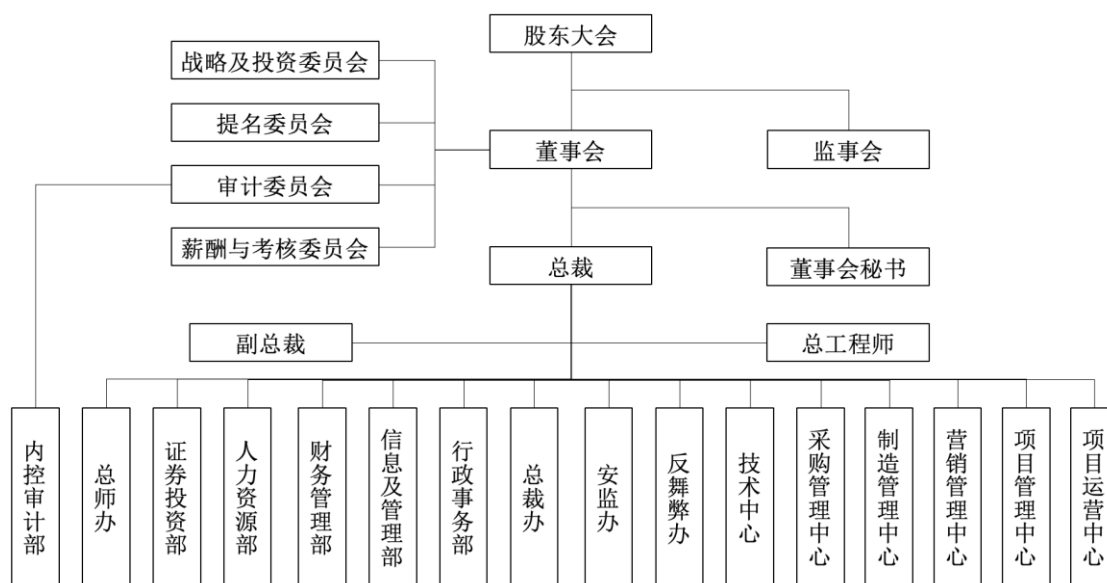 股东大会
战略及投资委员会
提名委员会
董事会
监事会
审计委员会
薪酬与考核委员会
总裁
董事会秘书
副总裁
总工程师
内控审计部
总师办
证券投资部
人力资源部
财务管理部
信息及管理部
行政事务部
总裁办
安监办
反舞弊办
技术中心
采购管理中心
制造管理中心
营销管理中心
项目管理中心
项目运营中心